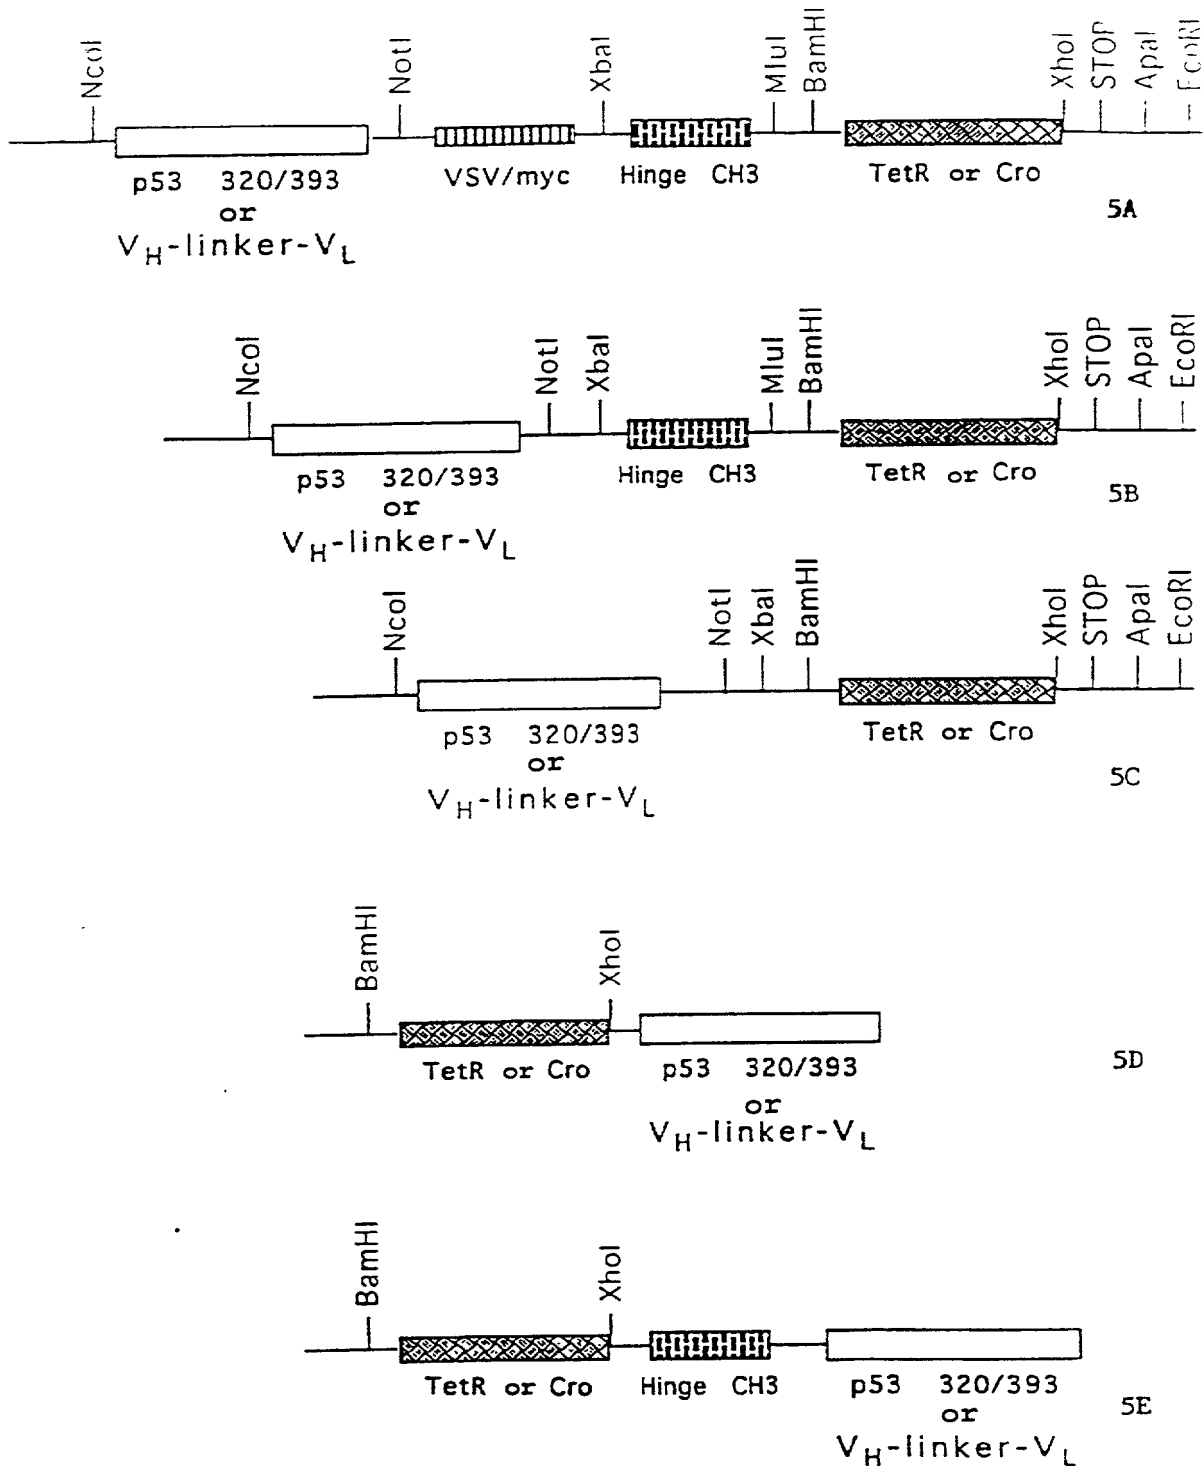 NcoI NotI XbaI MluI BamHI XhoI STOP ApaI EcoRI
p53 320/393 VSV/myc Hinge CH3 TetR or Cro
or
5A
VH-linker-VL
NcoI NotI XbaI MluI BamHI XhoI STOP ApaI EcoRI
p53 320/393 Hinge CH3 TetR or Cro
or
5B
VH-linker-VL
NcoI NotI XbaI BamHI XhoI STOP ApaI EcoRI
p53 320/393 TetR or Cro
or
5C
VH-linker-VL
BamHI XhoI
TetR or Cro p53 320/393
5D
or
VH-linker-VL
BamHI XhoI
TetR or Cro Hinge CH3 p53 320/393
or
5E
VH-linker-VL